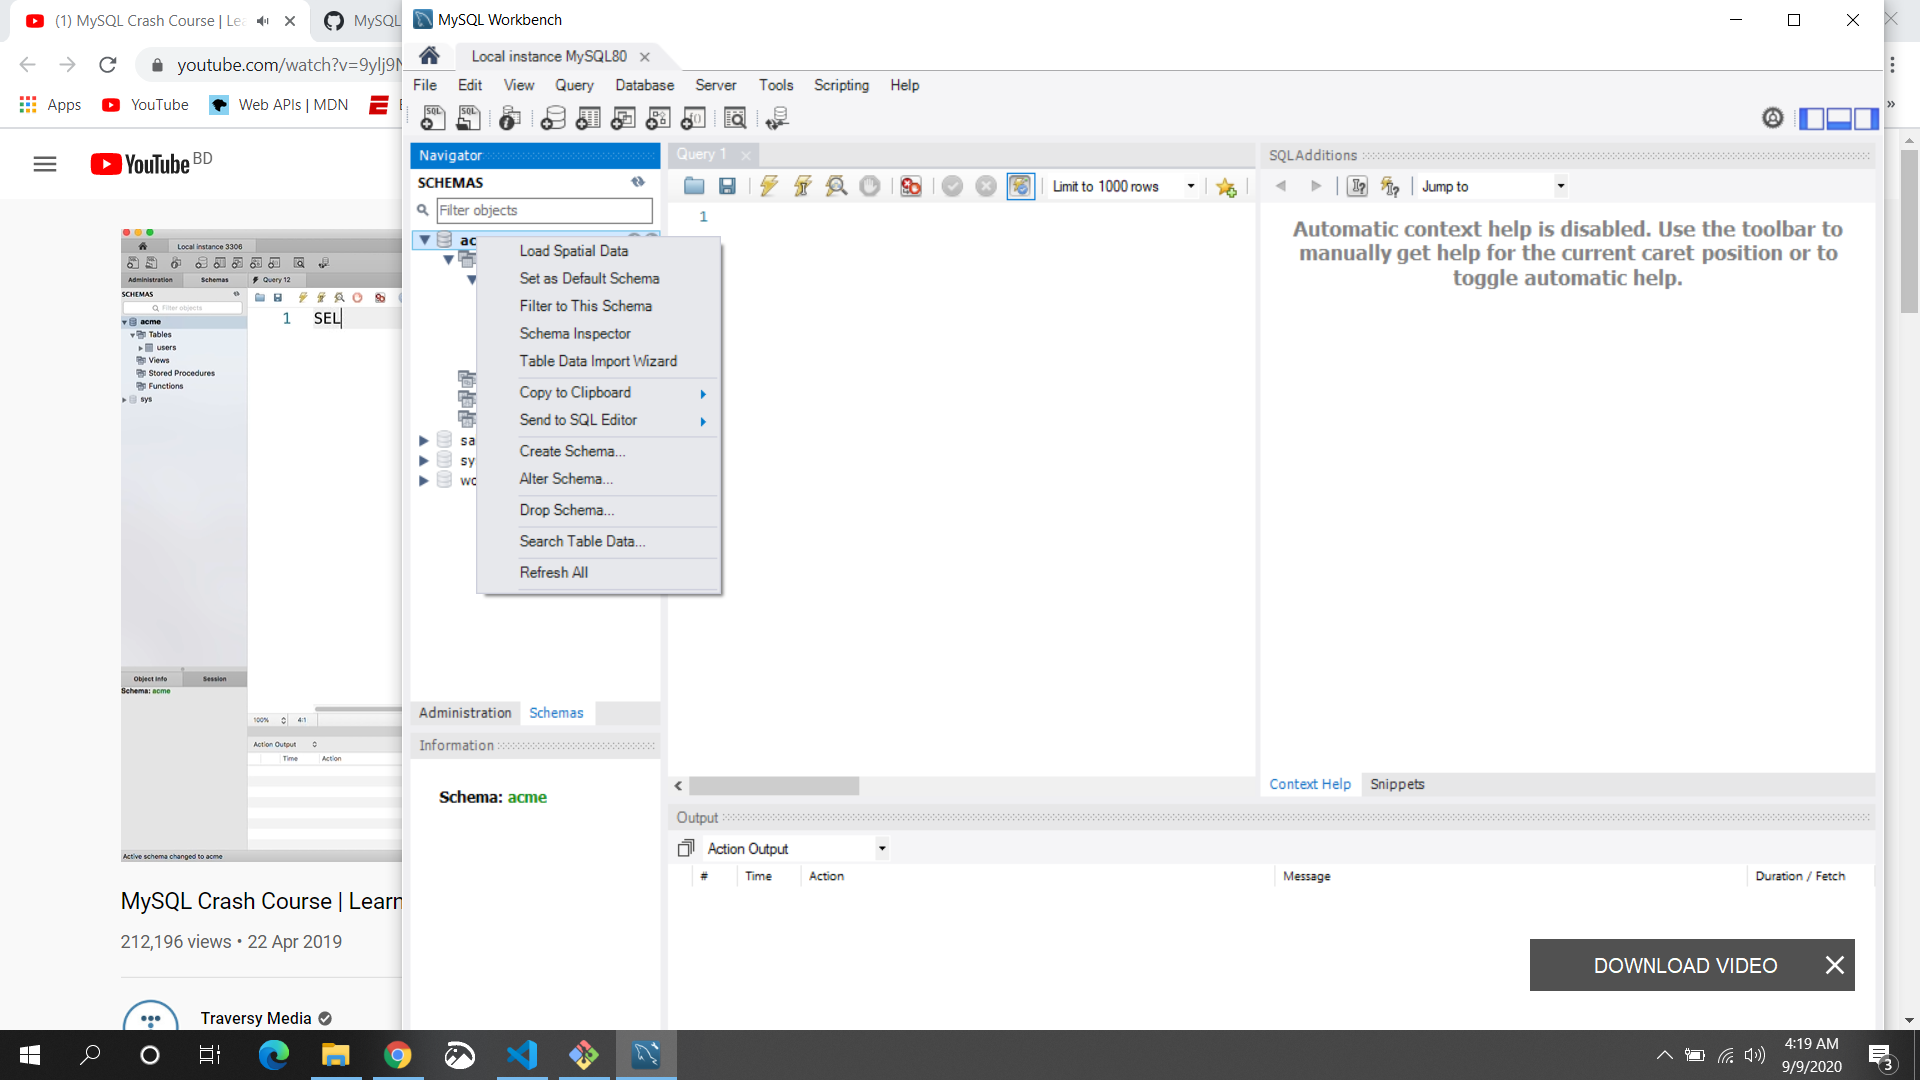 (1) MySQL Crash Course | Lea
MySQL
youtube.com/watch?v=9ylj9N
Apps
YouTube
Web APIs | MDN
YouTube BD
Local instance 3306
Administration
Schemas
Query 12
SCHEMAS
Filter objects
1 SEL
acme
Tables
users
Views
Stored Procedures
Functions
sys
Object Info
Session
Schema: acme
100%
4:1
Action Output
Time
Action
Active schema changed to acme
MySQL Crash Course | Learn
212,196 views • 22 Apr 2019
Traversy Media
MySQL Workbench
Local instance MySQL80
File
Edit
View
Query
Database
Server
Tools
Scripting
Help
Navigator
SCHEMAS
Filter objects
ac
Load Spatial Data
Set as Default Schema
Filter to This Schema
Schema Inspector
Table Data Import Wizard
Copy to Clipboard
Send to SQL Editor
Create Schema...
Alter Schema...
Drop Schema...
Search Table Data...
Refresh All
sa
sy
wo
Administration
Schemas
Information
Schema: acme
Query 1
Limit to 1000 rows
1
SQLAdditions
Jump to
Automatic context help is disabled. Use the toolbar to
manually get help for the current caret position or to
toggle automatic help.
Context Help
Snippets
Output
Action Output
#
Time
Action
Message
Duration / Fetch
DOWNLOAD VIDEO
4:19 AM
9/9/2020
3